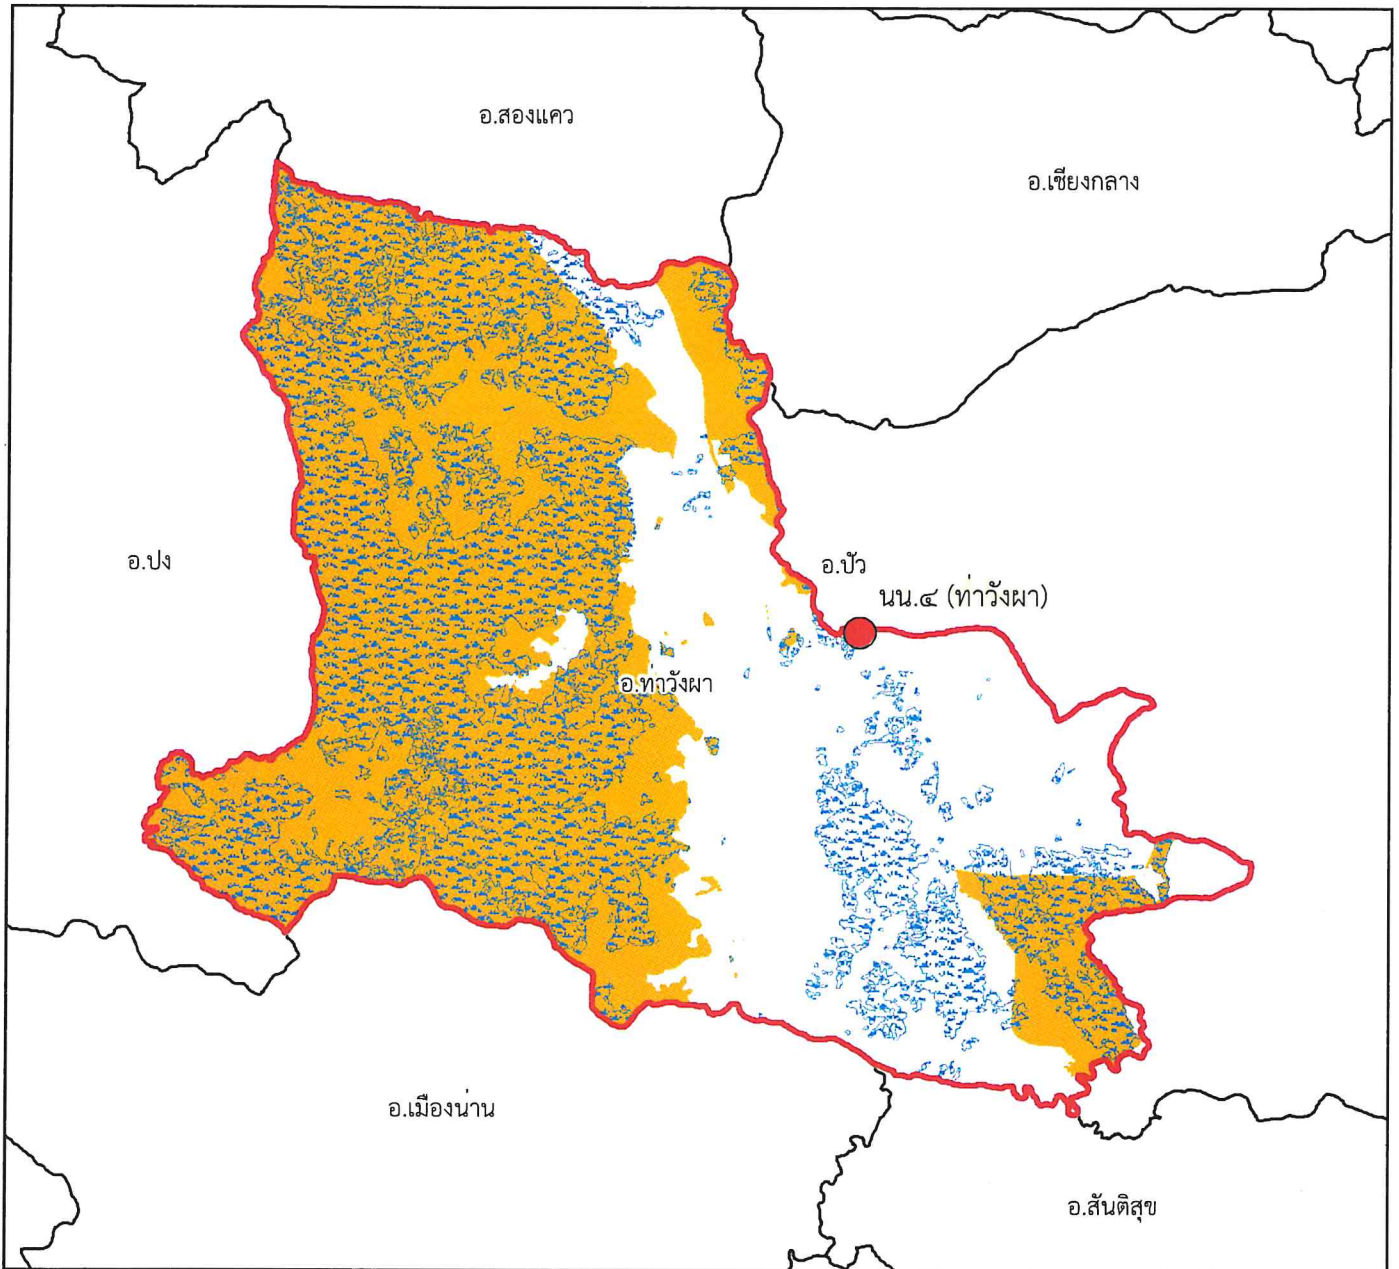 อ.สองแคว
อ.เชียงกลาง
อ.ปง
อ.ปัว
นน.๔ (ท่าวังผา)
อ.ท่าวังผา
อ.เมืองน่าน
อ.สันติสุข